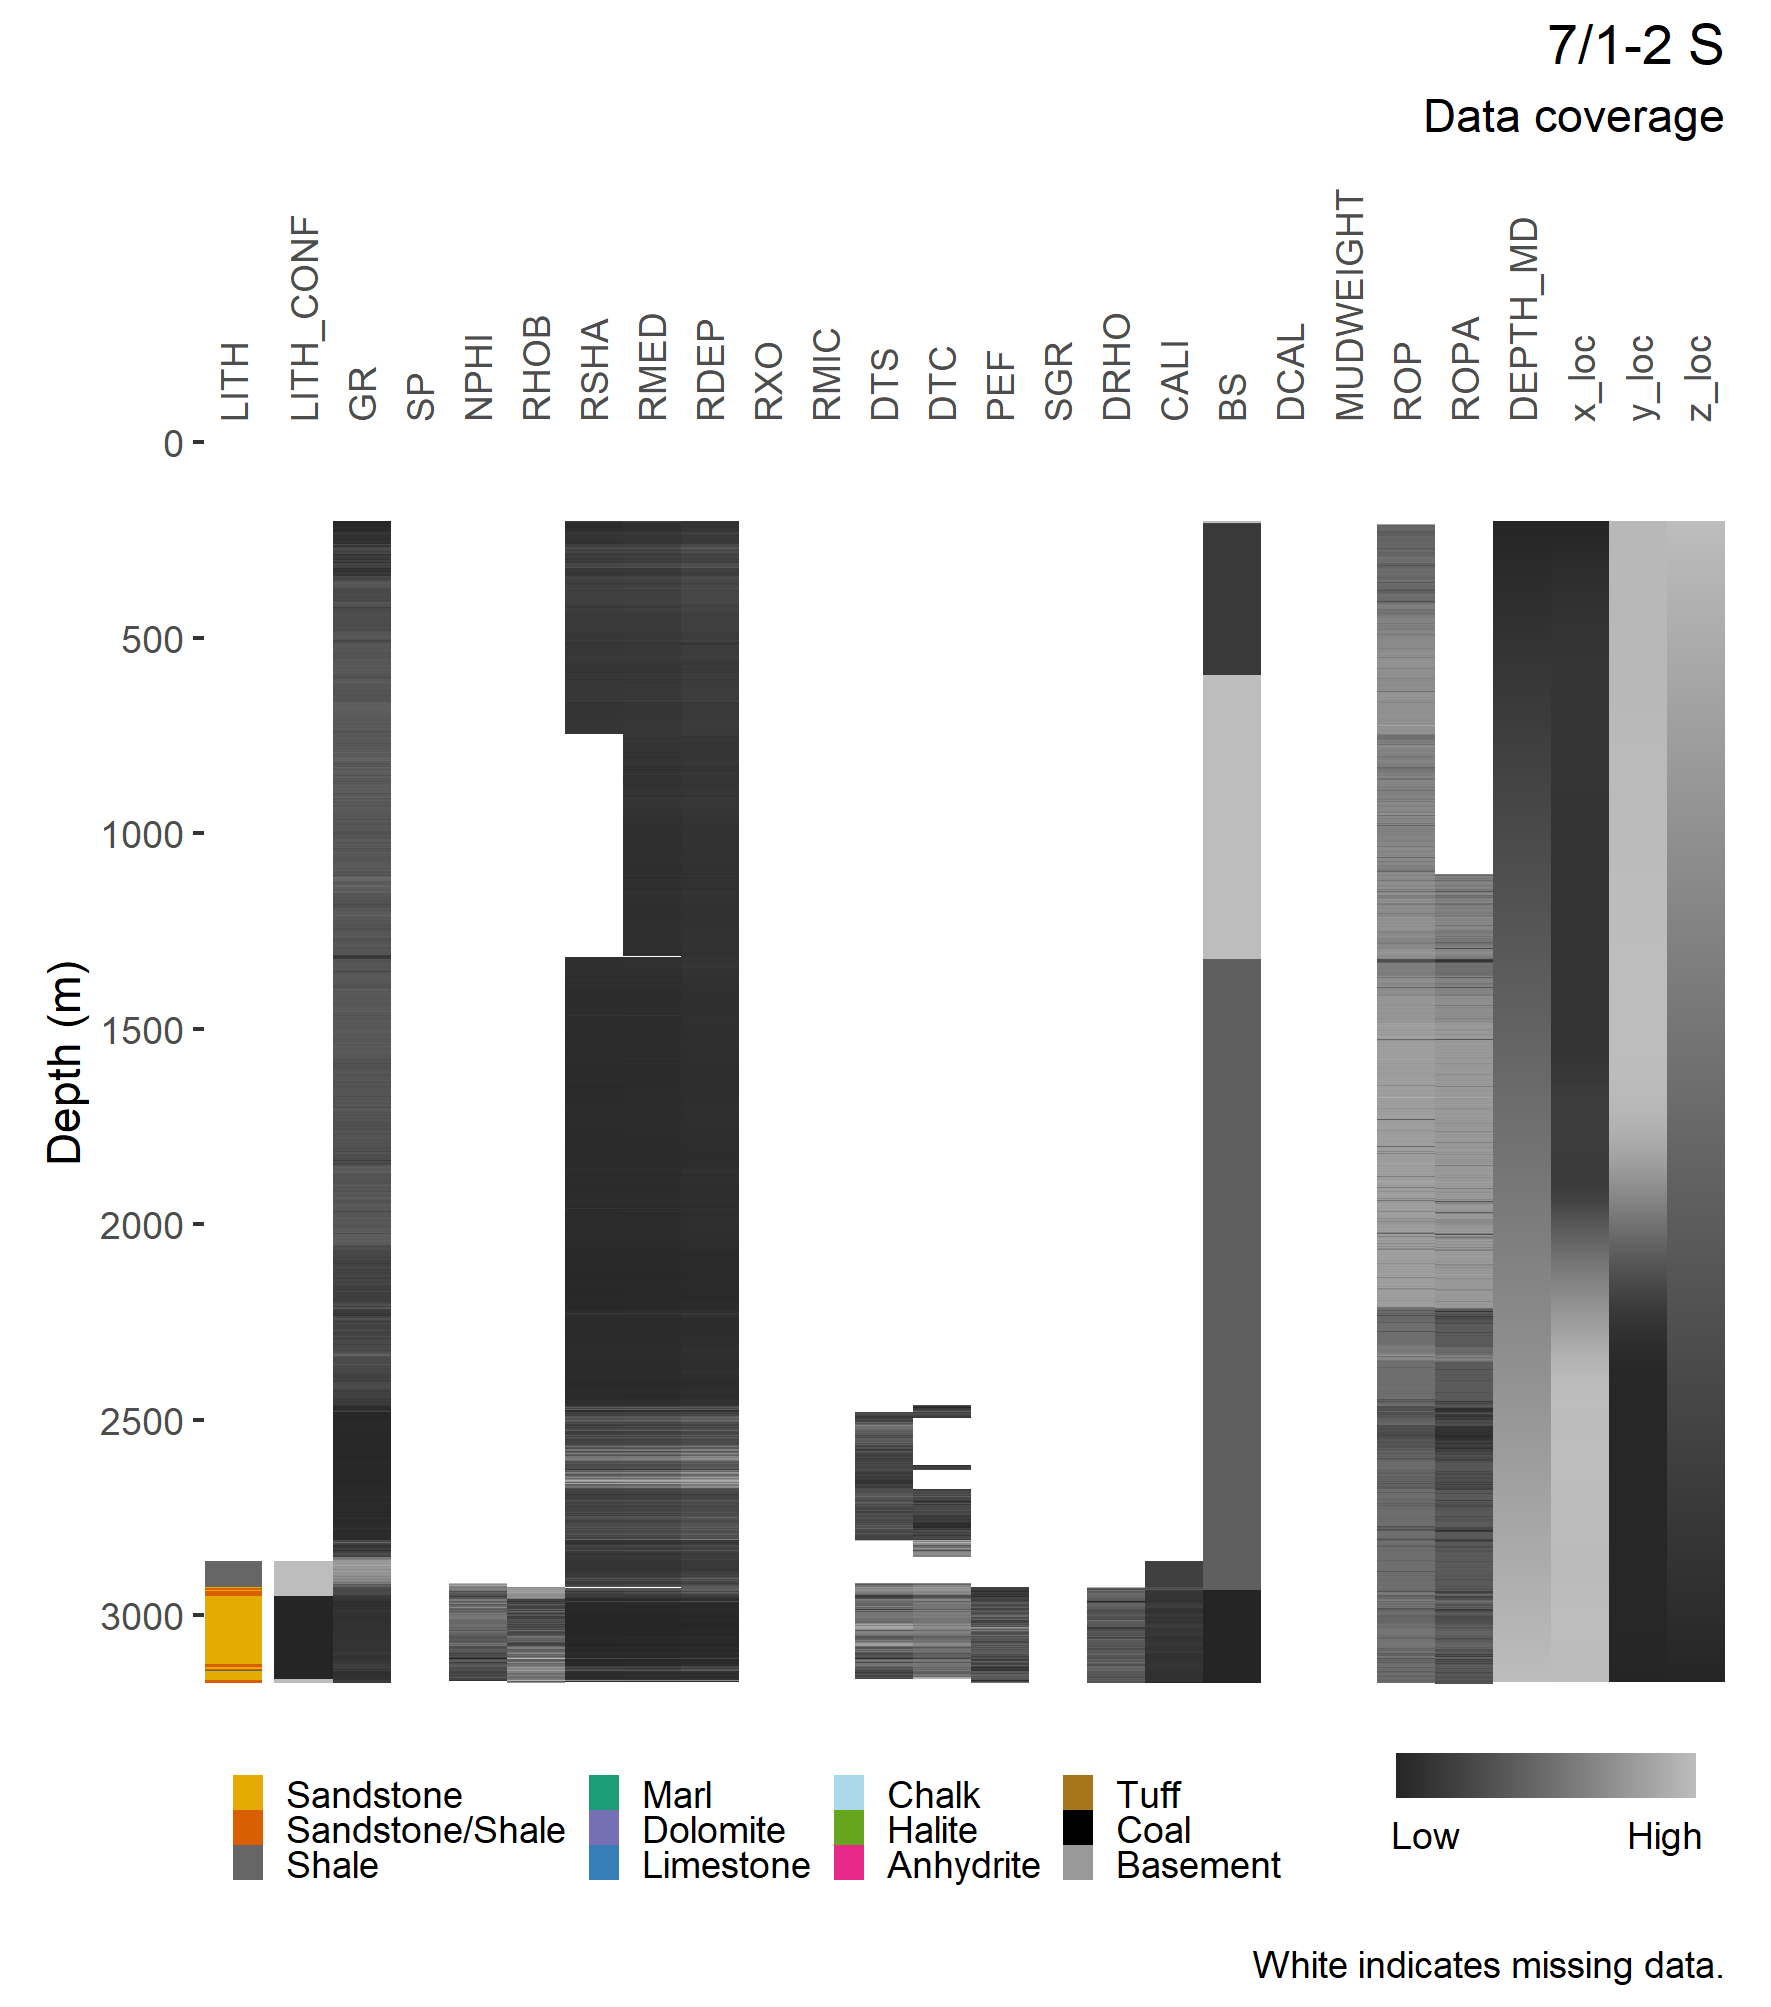 7/1-2 S
Data coverage
LITH
LITH_CONF
GR
SP
NPHI
RHOB
RSHA
RMED
RDEP
RXO
RMIC
DTS
DTC
PEF
SGR
DRHO
CALI
BS
DCAL
MUDWEIGHT
ROP
ROPA
DEPTH_MD
x_loc
y_loc
z_loc
0
500
1000
1500
2000
2500
3000
Depth (m)
Sandstone
Sandstone/Shale
Shale
Marl
Dolomite
Limestone
Chalk
Halite
Anhydrite
Tuff
Coal
Basement
Low
High
White indicates missing data.